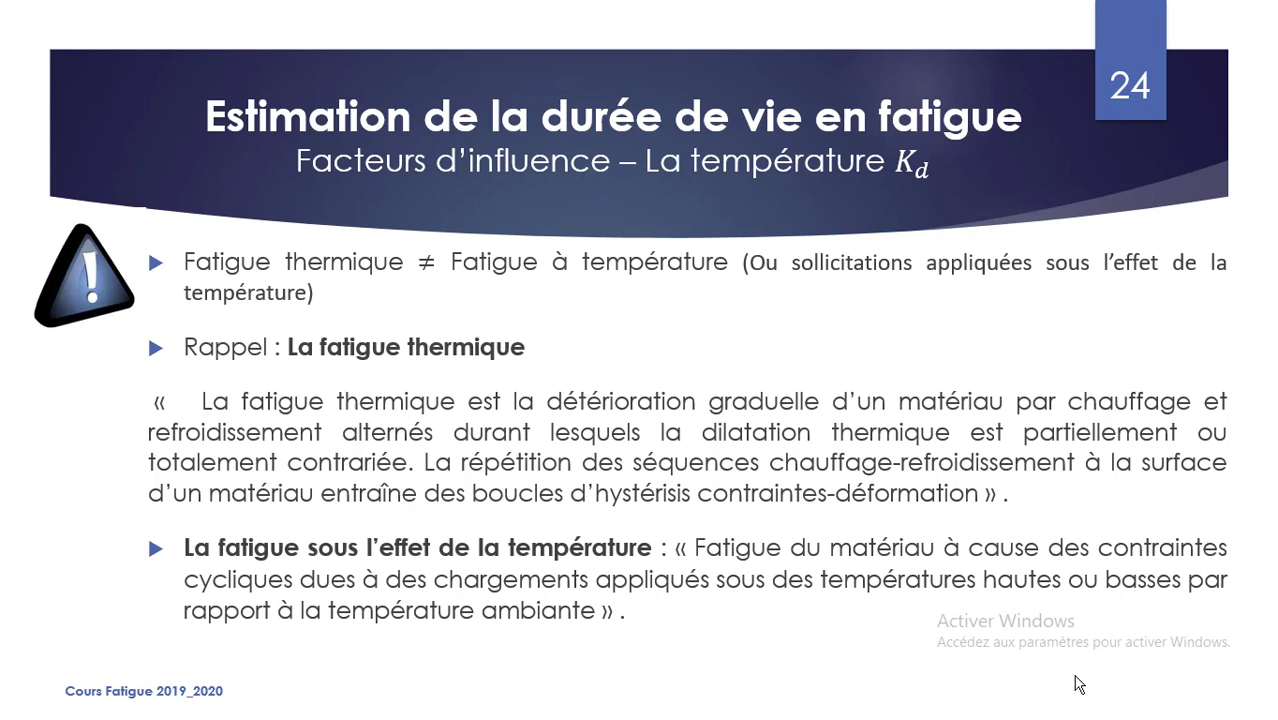 24
Estimation de la durée de vie en fatigue
Facteurs d’influence – La température K_d
Fatigue thermique ≠ Fatigue à température (Ou sollicitations appliquées sous l’effet de la
température)
Rappel : La fatigue thermique
« La fatigue thermique est la détérioration graduelle d’un matériau par chauffage et
refroidissement alternés durant lesquels la dilatation thermique est partiellement ou
totalement contrariée. La répétition des séquences chauffage-refroidissement à la surface
d’un matériau entraîne des boucles d’hystérisis contraintes-déformation » .
La fatigue sous l’effet de la température : « Fatigue du matériau à cause des contraintes
cycliques dues à des chargements appliqués sous des températures hautes ou basses par
rapport à la température ambiante » .
Activer Windows
Accédez aux paramètres pour activer Windows.
Cours Fatigue 2019_2020